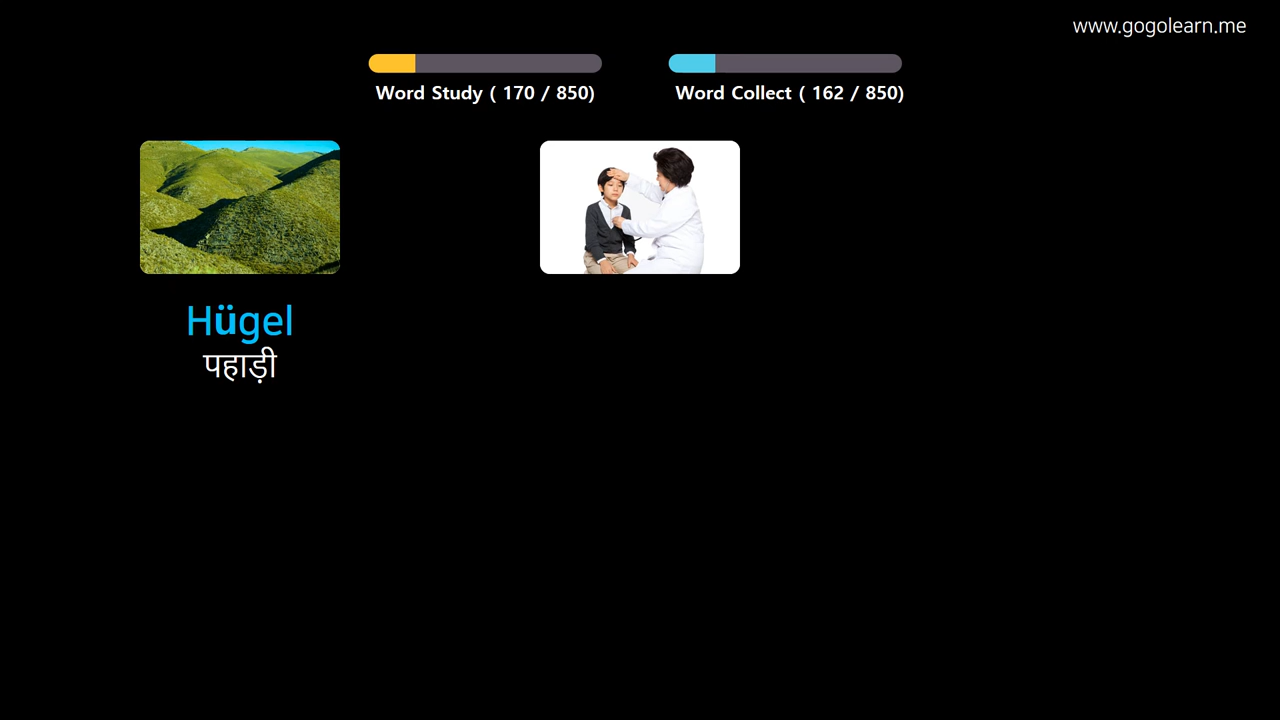 www.gogolearn.me
Word Study ( 170 / 850)
Word Collect ( 162 / 850)
Hügel
पहाड़ी